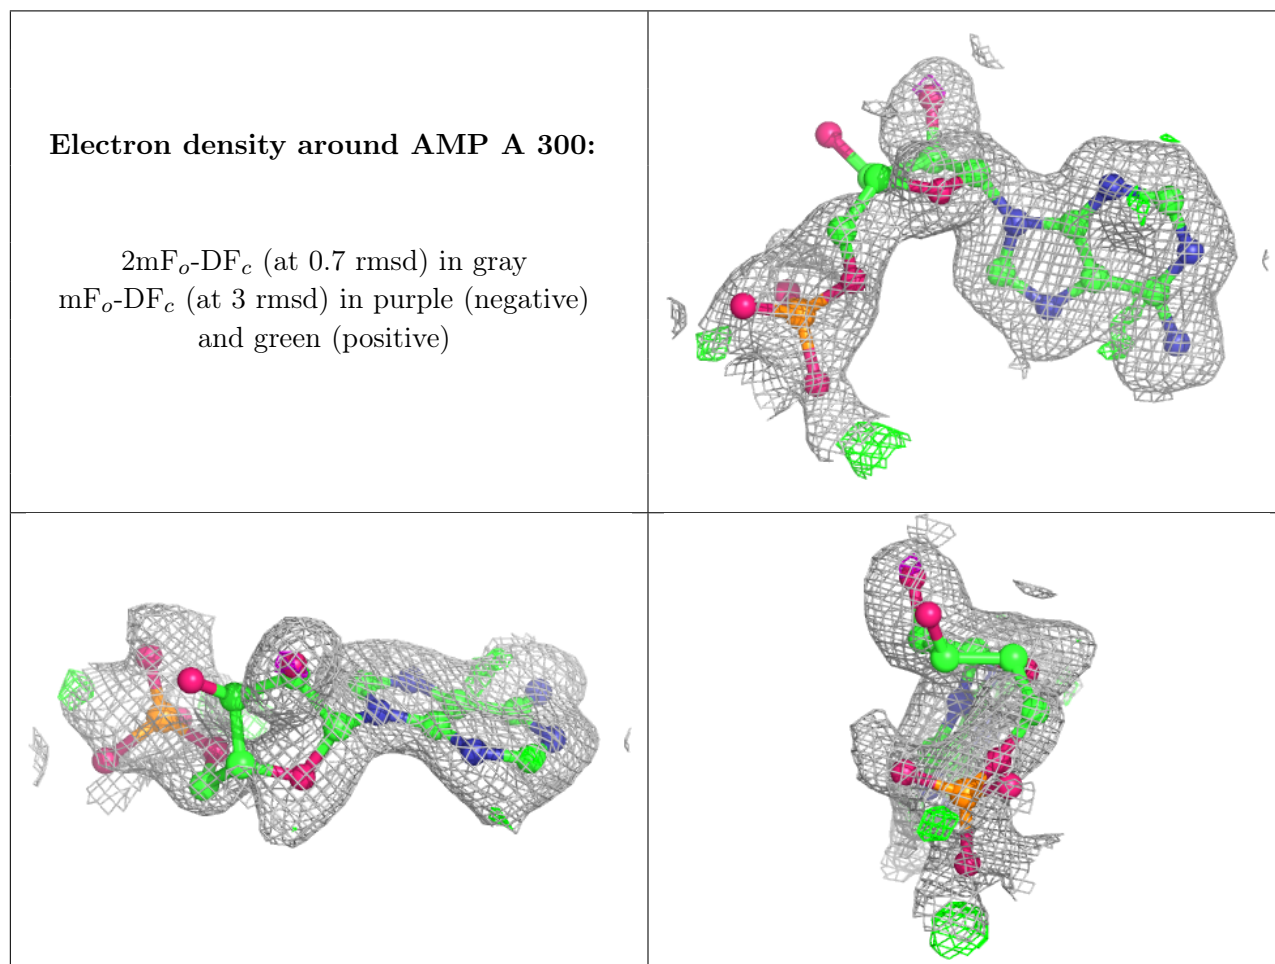 Electron density around AMP A 300:
2mFo-DFc (at 0.7 rmsd) in gray
mFo-DFc (at 3 rmsd) in purple (negative)
and green (positive)